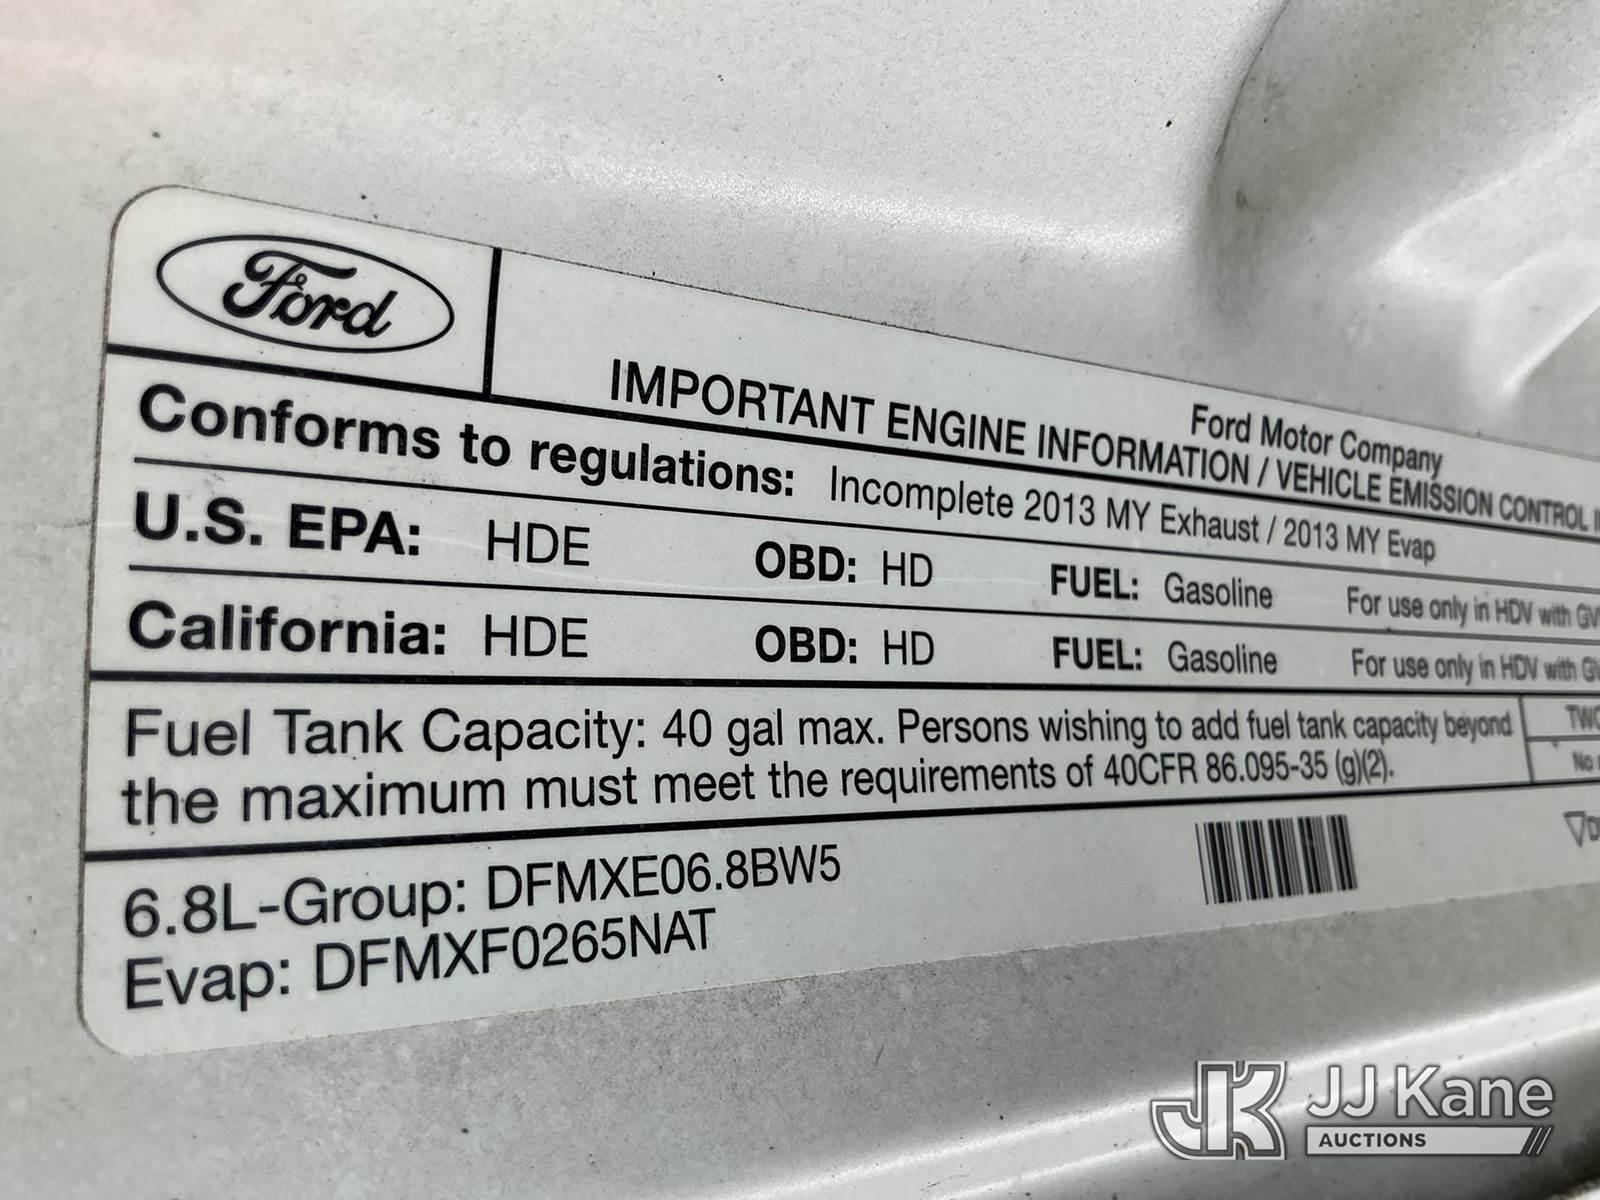 Ford
Ford Motor Company
IMPORTANT ENGINE INFORMATION / VEHICLE EMISSION CONTROL
Conforms to regulations: Incomplete 2013 MY Exhaust / 2013 MY Evap
U.S. EPA: HDE OBD: HD FUEL: Gasoline For use only in HDV with
California: HDE OBD: HD FUEL: Gasoline For use only in HDV with
Fuel Tank Capacity: 40 gal max. Persons wishing to add fuel tank capacity beyond
the maximum must meet the requirements of 40CFR 86.095-35 (g)(2).
No
6.8L-Group: DFMXE06.8BW5
Evap: DFMXF0265NAT
JK JJ Kane
AUCTIONS